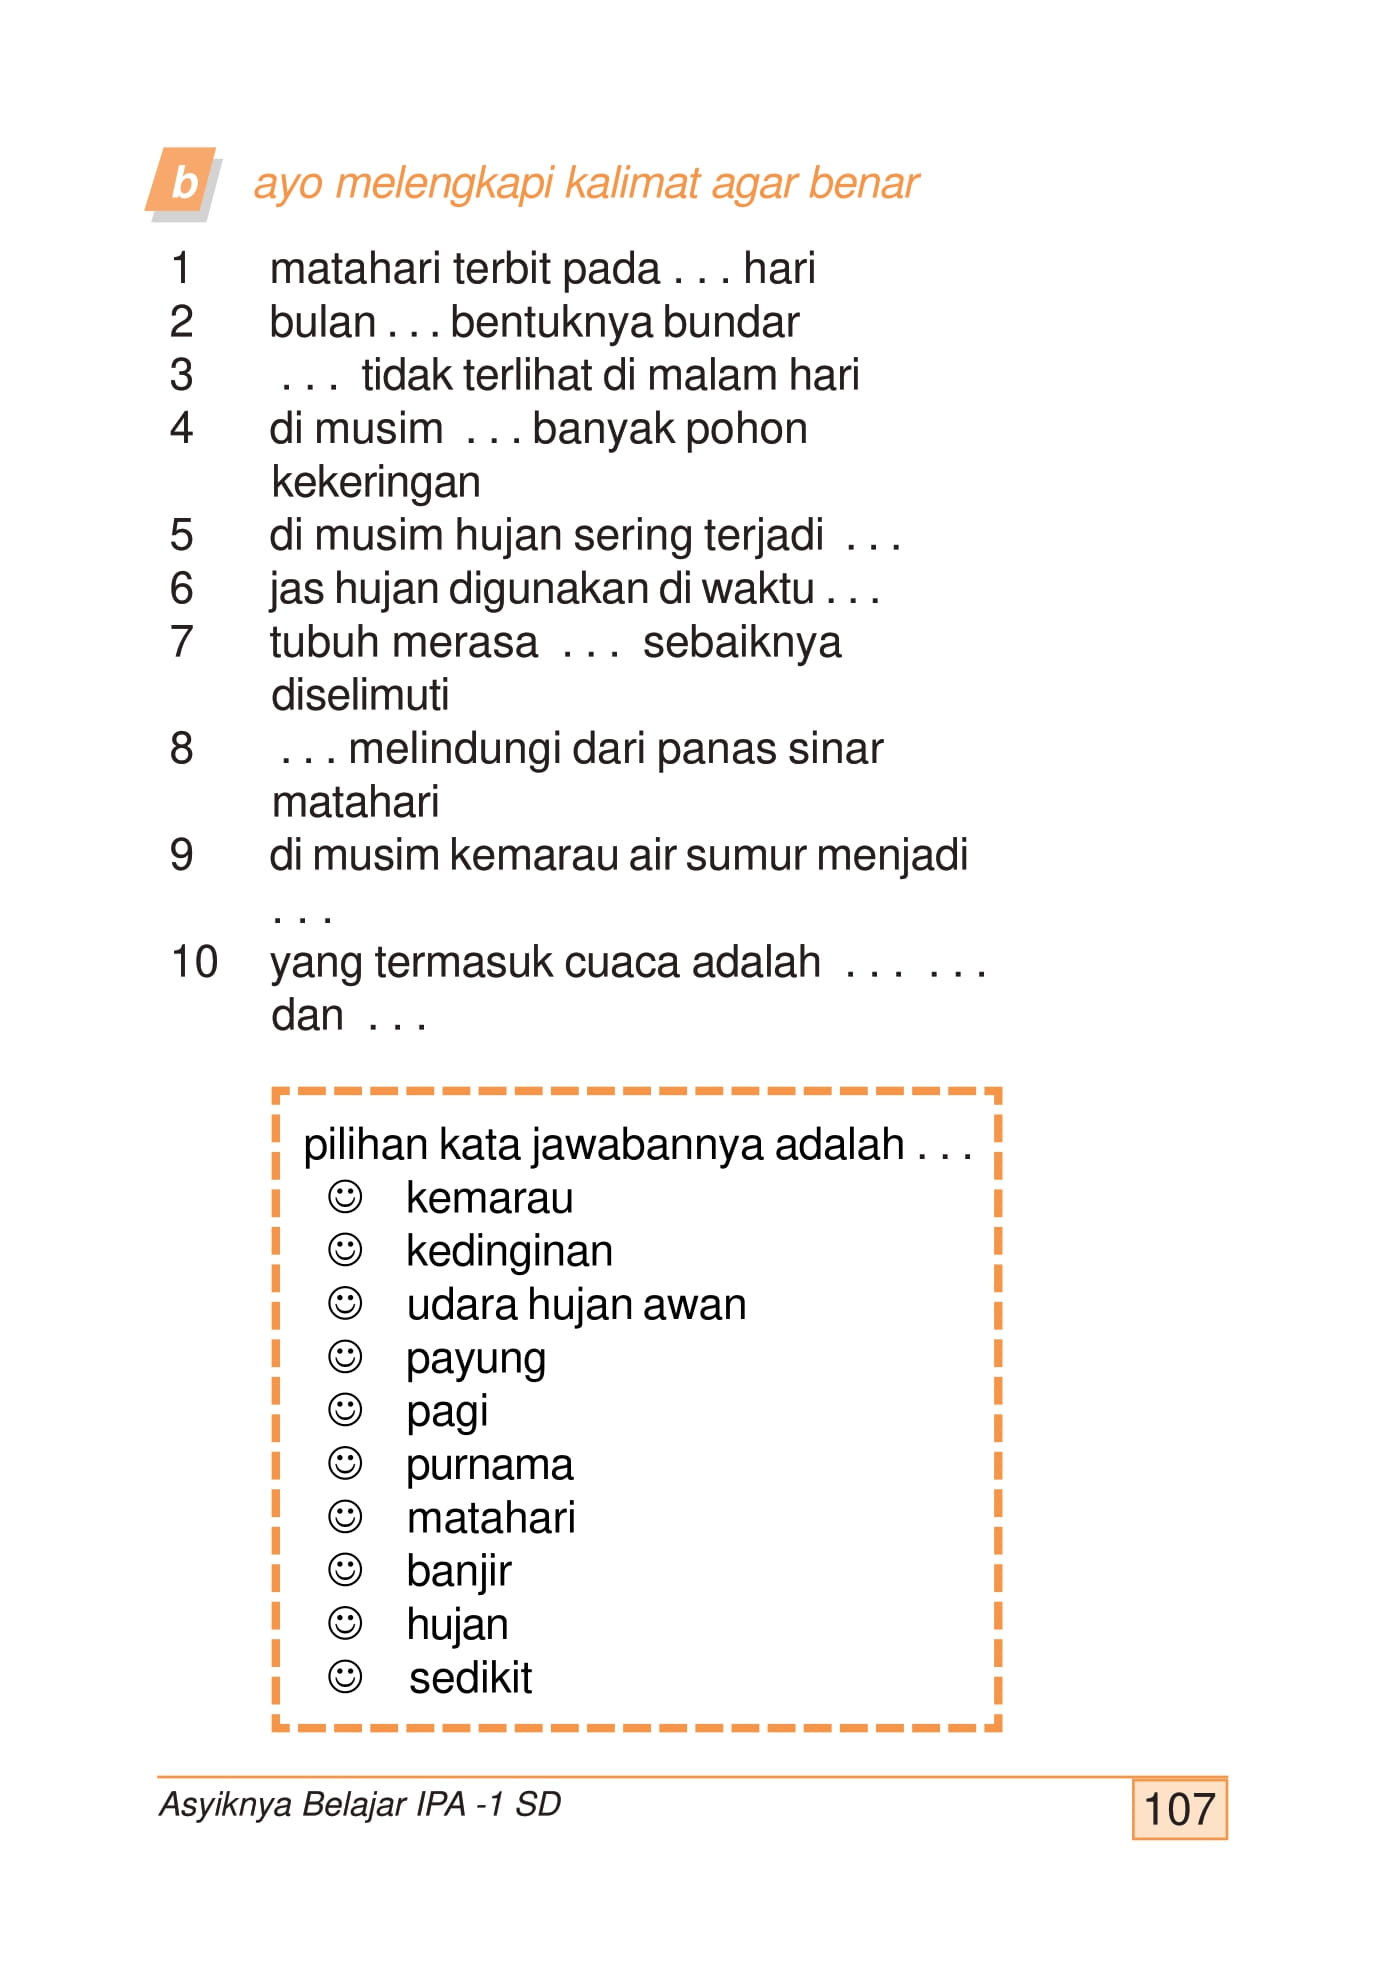 b ayo melengkapi kalimat agar benar
1 matahari terbit pada . . . hari
2 bulan . . . bentuknya bundar
3 . . . tidak terlihat di malam hari
4 di musim . . . banyak pohon
kekeringan
5 di musim hujan sering terjadi . . .
6 jas hujan digunakan di waktu . . .
7 tubuh merasa . . . sebaiknya
diselimuti
8 . . . melindungi dari panas sinar
matahari
9 di musim kemarau air sumur menjadi
. . .
10 yang termasuk cuaca adalah . . . . . .
dan . . .
pilihan kata jawabannya adalah . . .
☺ kemarau
☺ kedinginan
☺ udara hujan awan
☺ payung
☺ pagi
☺ purnama
☺ matahari
☺ banjir
☺ hujan
☺ sedikit
Asyiknya Belajar IPA -1 SD
107